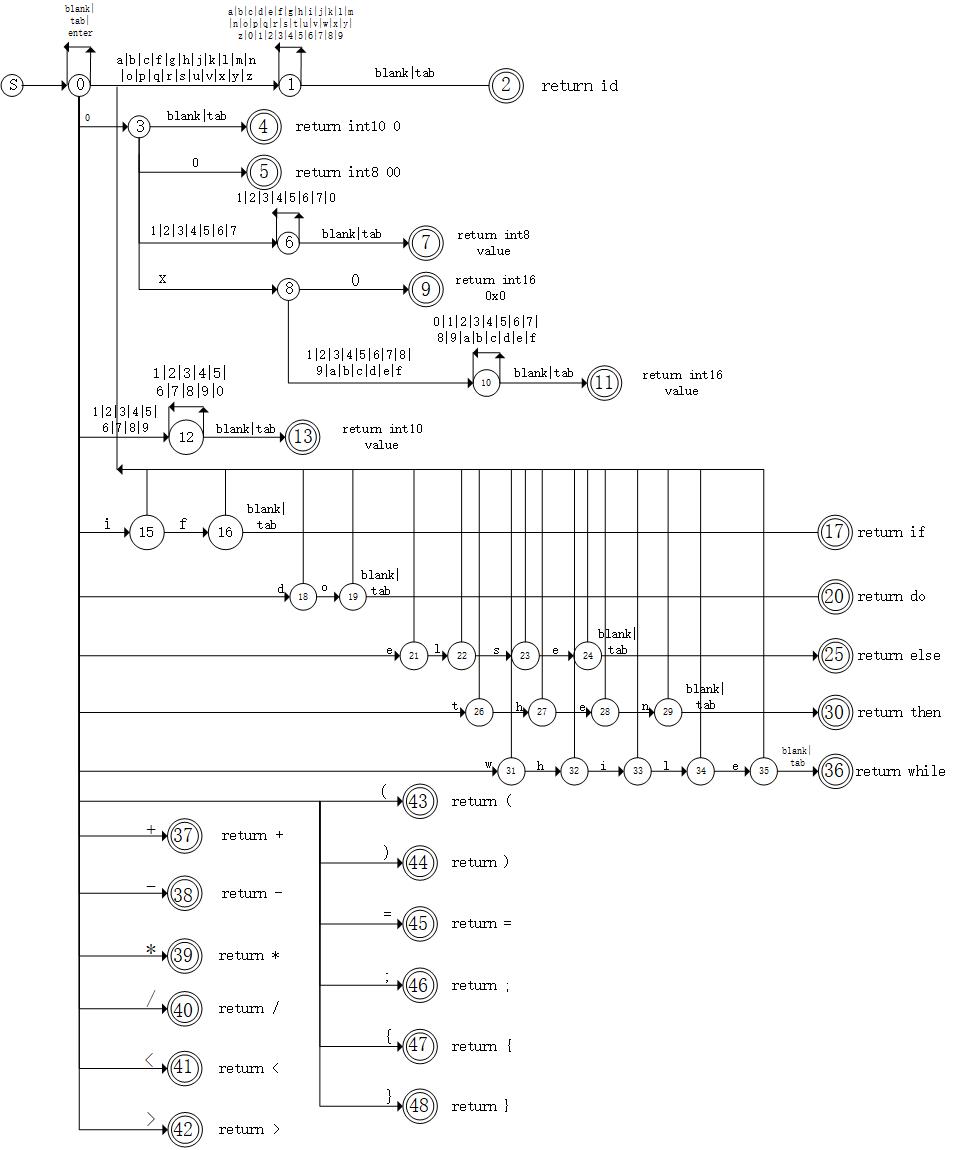 blank|
tab|
enter
a|b|c|d|e|f|g|h|i|j|k|l|m
|n|o|p|q|r|s|t|u|v|w|x|y|
z|0|1|2|3|4|5|6|7|8|9
a|b|c|f|g|h|j|k|l|m|n
|o|p|q|r|s|u|v|x|y|z
blank|tab
S
0
1
2
return id
0
3
blank|tab
4
return int10 0
0
5
return int8 00
1|2|3|4|5|6|7|0
1|2|3|4|5|6|7
6
blank|tab
7
return int8
value
x
8
0
9
return int16
0x0
0|1|2|3|4|5|6|7|
8|9|a|b|c|d|e|f
1|2|3|4|5|6|7|8|
9|a|b|c|d|e|f
10
blank|tab
11
return int16
value
1|2|3|4|5|
6|7|8|9|0
1|2|3|4|5|
6|7|8|9
12
blank|tab
13
return int10
value
i
15
f
16
blank|
tab
17
return if
d
18
o
19
blank|
tab
20
return do
e
21
l
22
s
23
e
24
blank|
tab
25
return else
t
26
h
27
e
28
n
29
blank|
tab
30
return then
w
31
h
32
i
33
l
34
e
35
blank|
tab
36
return while
(
43
return (
+
37
return +
)
44
return )
-
38
return -
=
45
return =
*
39
return *
;
46
return ;
/
40
return /
{
47
return {
<
41
return <
}
48
return }
>
42
return >